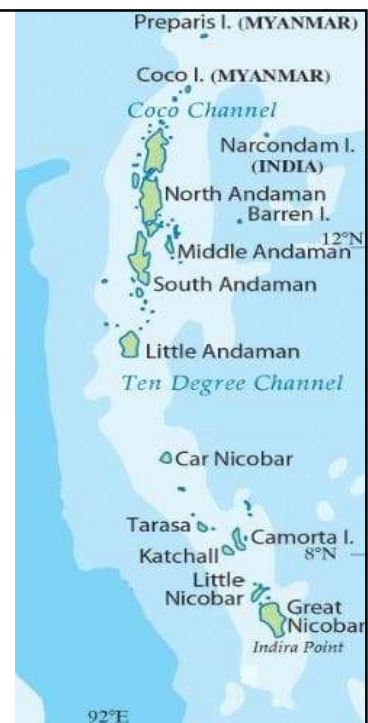 Preparis I. (MYANMAR)
Coco I. (MYANMAR)
Coco Channel
Narcondam I.
(INDIA)
North Andaman
Barren I.
12°N
Middle Andaman
South Andaman
Little Andaman
Ten Degree Channel
Car Nicobar
Tarasa
Camorta I.
Katchall
8°N
Little
Nicobar
Great
Nicobar
Indira Point
92°E